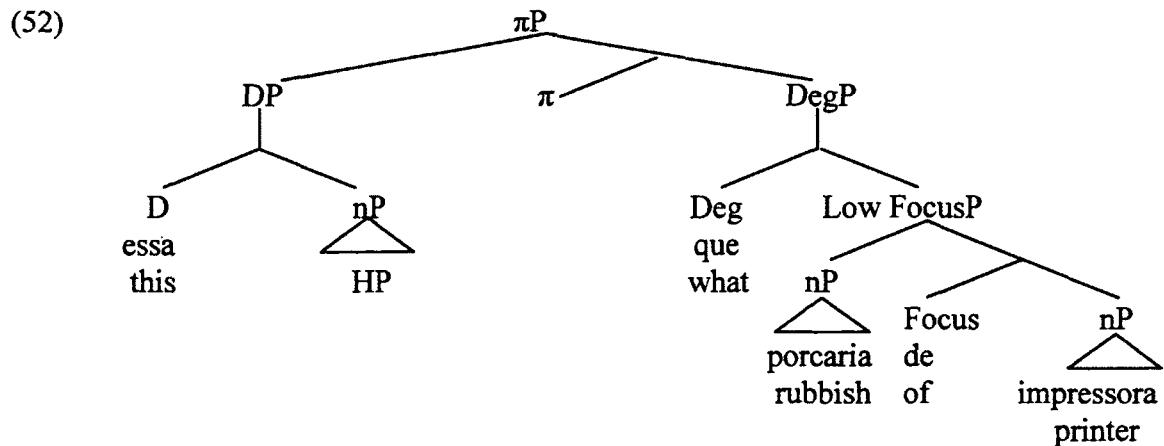 (52) πP
DP π DegP
D nP Deg Low FocusP
essa que
this HP what nP Focus nP
porcaria de
rubbish of impressora
printer